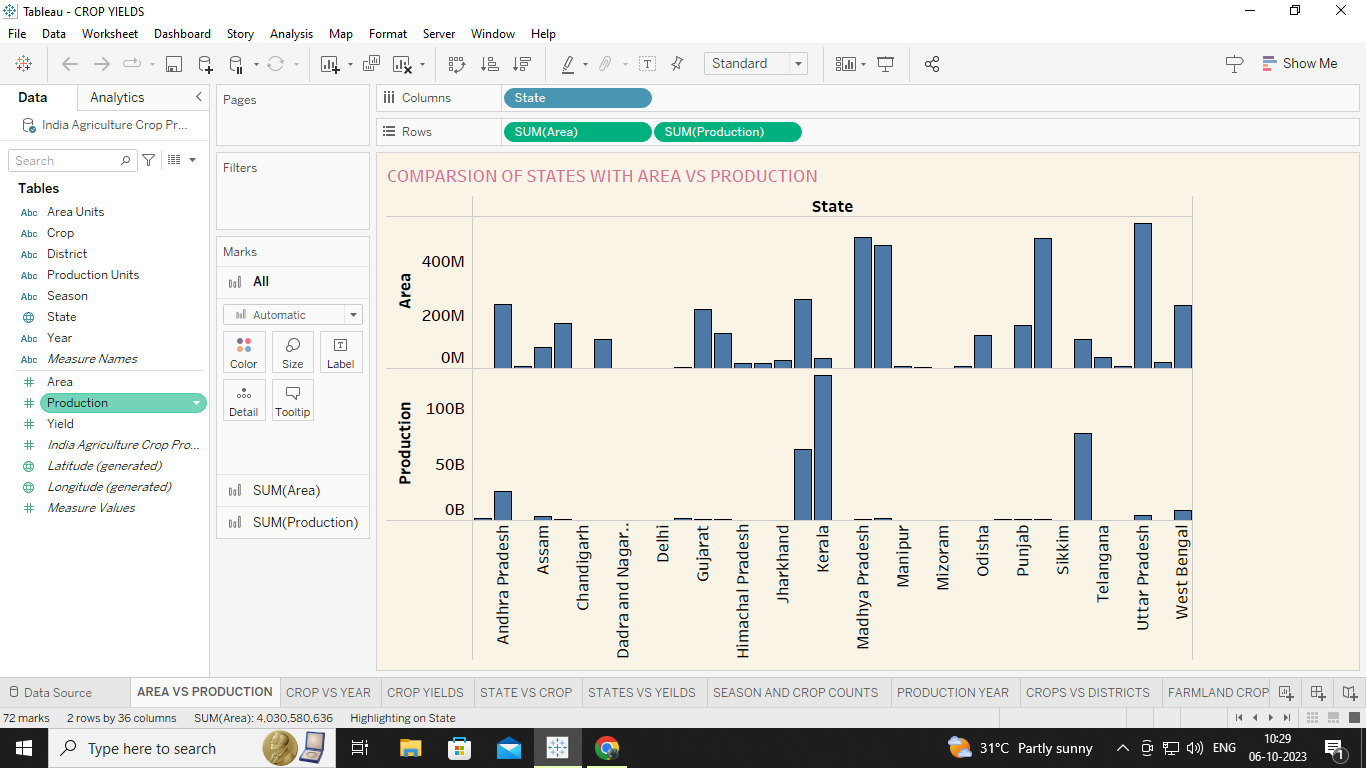 Tableau - CROP YIELDS
File Data Worksheet Dashboard Story Analysis Map Format Server Window Help
Standard
Show Me
Data Analytics
India Agriculture Crop Pr...
Search
Tables
Abc Area Units
Abc Crop
Abc District
Abc Production Units
Abc Season
State
Abc Year
Abc Measure Names
# Area
# Production
# Yield
# India Agriculture Crop Pro...
Latitude (generated)
Longitude (generated)
# Measure Values
Pages
Filters
Marks
All
Automatic
Color Size Label
Detail Tooltip
SUM(Area)
SUM(Production)
Columns State
Rows SUM(Area) SUM(Production)
COMPARSION OF STATES WITH AREA VS PRODUCTION
State
Area
400M
200M
0M
Production
100B
50B
0B
Andhra Pradesh
Assam
Chandigarh
Dadra and Nagar..
Delhi
Gujarat
Himachal Pradesh
Jharkhand
Kerala
Madhya Pradesh
Manipur
Mizoram
Odisha
Punjab
Sikkim
Telangana
Uttar Pradesh
West Bengal
Data Source AREA VS PRODUCTION CROP VS YEAR CROP YIELDS STATE VS CROP STATES VS YEILDS SEASON AND CROP COUNTS PRODUCTION YEAR CROPS VS DISTRICTS FARMLAND CROP
72 marks 2 rows by 36 columns SUM(Area): 4,030,580,636 Highlighting on State
Type here to search
31°C Partly sunny
ENG
10:29
06-10-2023
1